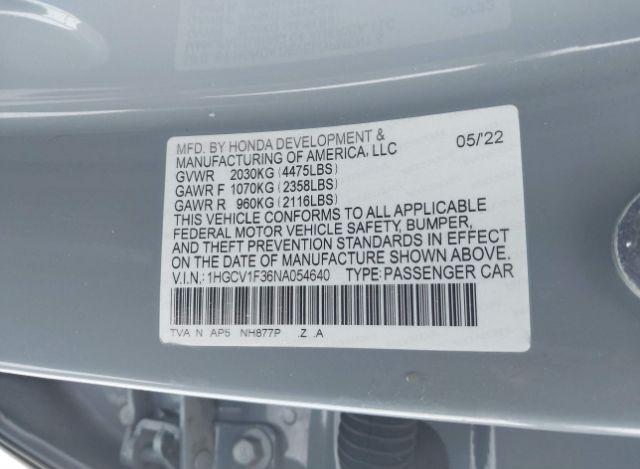 MFD. BY HONDA DEVELOPMENT &
MANUFACTURING OF AMERICA, LLC 05/22
GVWR 2030KG (4475LBS)
GAWR F 1070KG (2358LBS)
GAWR R 960KG (2116LBS)
THIS VEHICLE CONFORMS TO ALL APPLICABLE
FEDERAL MOTOR VEHICLE SAFETY, BUMPER,
AND THEFT PREVENTION STANDARDS IN EFFECT
ON THE DATE OF MANUFACTURE SHOWN ABOVE.
V.I.N.: 1HGCV1F36NA054640 TYPE: PASSENGER CAR
TVA N AP5 NH877P .Z .A